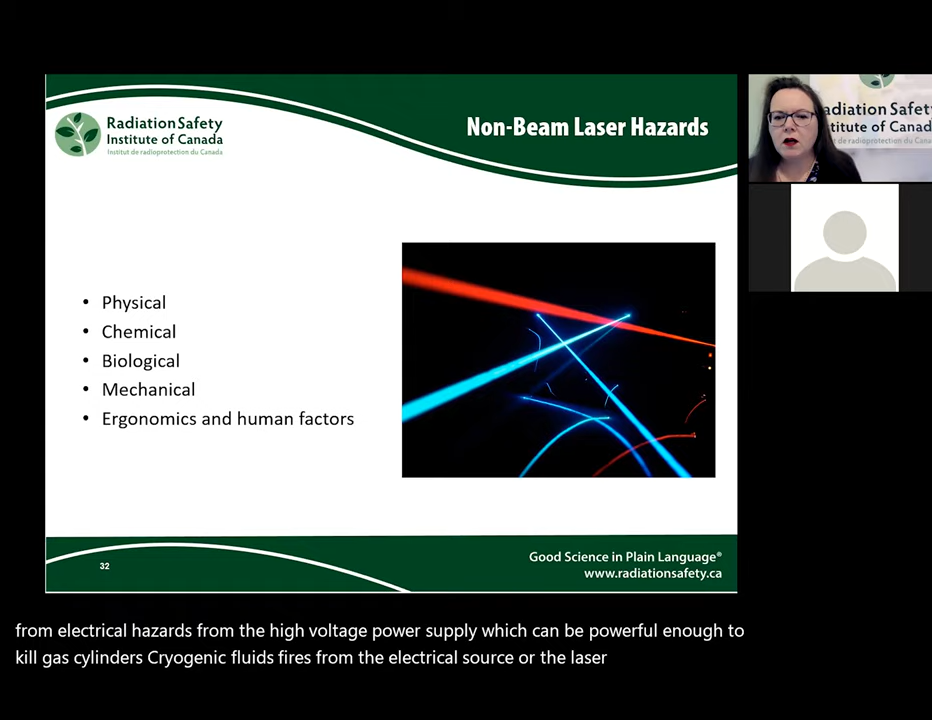 Radiation Safety
Institute of Canada
Institut de radioprotection du Canada
Non-Beam Laser Hazards
• Physical
• Chemical
• Biological
• Mechanical
• Ergonomics and human factors
32
Good Science in Plain Language®
www.radiationsafety.ca
adiation Safet
titute of Canad
de radioprotection du Cana
from electrical hazards from the high voltage power supply which can be powerful enough to
kill gas cylinders Cryogenic fluids fires from the electrical source or the laser